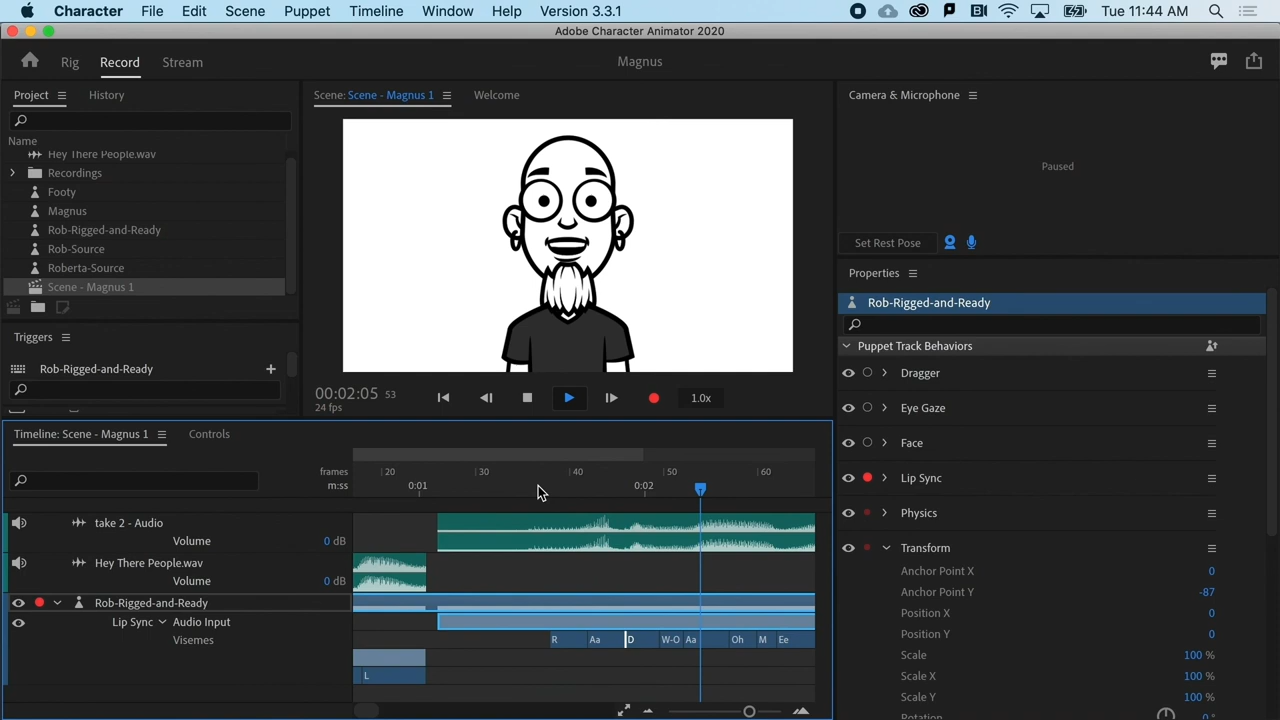 Character File Edit Scene Puppet Timeline Window Help Version 3.3.1 Tue 11:44 AM
Adobe Character Animator 2020
Rig Record Stream Magnus
Project History
Name
Hey There People.wav
Recordings
Footy
Magnus
Rob-Rigged-and-Ready
Rob-Source
Roberta-Source
Scene - Magnus 1
Triggers
Rob-Rigged-and-Ready
Scene: Scene - Magnus 1 Welcome
00:02:05 53
24 fps
1.0x
Camera & Microphone
Paused
Set Rest Pose
Properties
Rob-Rigged-and-Ready
Puppet Track Behaviors
Dragger
Eye Gaze
Face
Lip Sync
Physics
Transform
Anchor Point X 0
Anchor Point Y -87
Position X 0
Position Y 0
Scale 100 %
Scale X 100 %
Scale Y 100 %
Rotation 0°
Timeline: Scene - Magnus 1 Controls
frames 20 30 40 50 60
m:ss 0:01 0:02
take 2 - Audio
Volume 0 dB
Hey There People.wav
Volume 0 dB
Rob-Rigged-and-Ready
Lip Sync Audio Input
Visemes R Aa D W-O Aa Oh M Ee
L